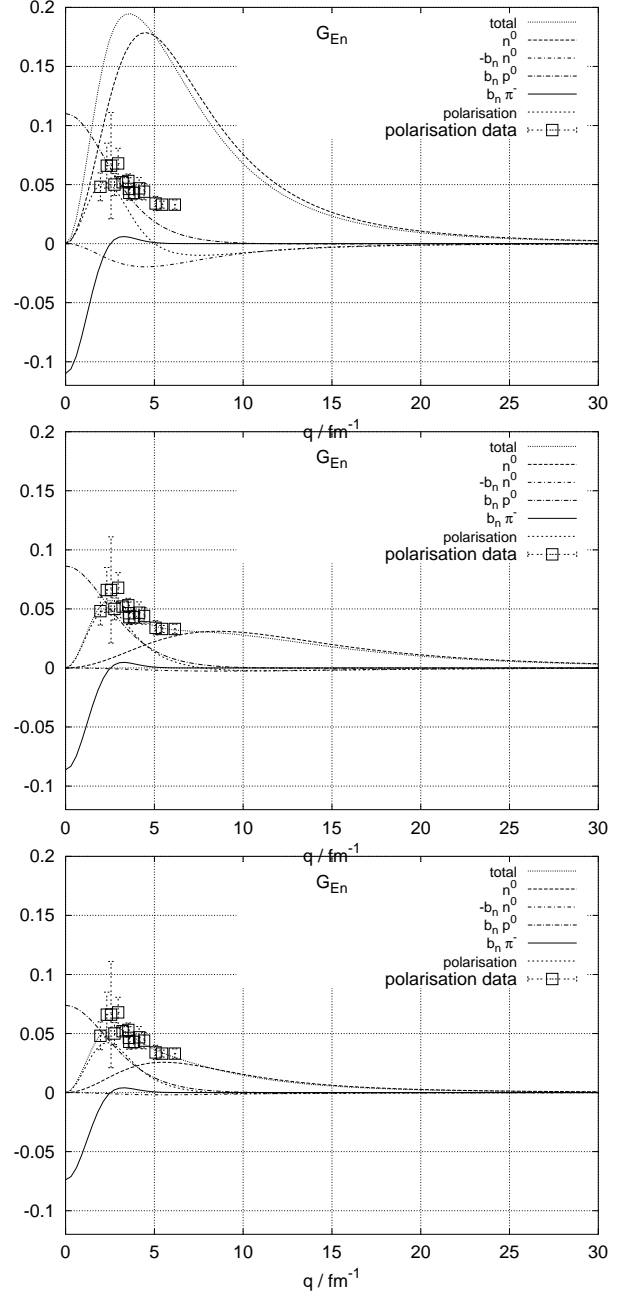 0.2
0.15
0.1
0.05
0
-0.05
-0.1
G_En
total
n^0
-b_n n^0
b_n p^0
b_n π^-
polarisation
polarisation data
0 5 10 15 20 25 30
q / fm^-1
0.2
0.15
0.1
0.05
0
-0.05
-0.1
G_En
total
n^0
-b_n n^0
b_n p^0
b_n π^-
polarisation
polarisation data
0 5 10 15 20 25 30
q / fm^-1
0.2
0.15
0.1
0.05
0
-0.05
-0.1
G_En
total
n^0
-b_n n^0
b_n p^0
b_n π^-
polarisation
polarisation data
0 5 10 15 20 25 30
q / fm^-1